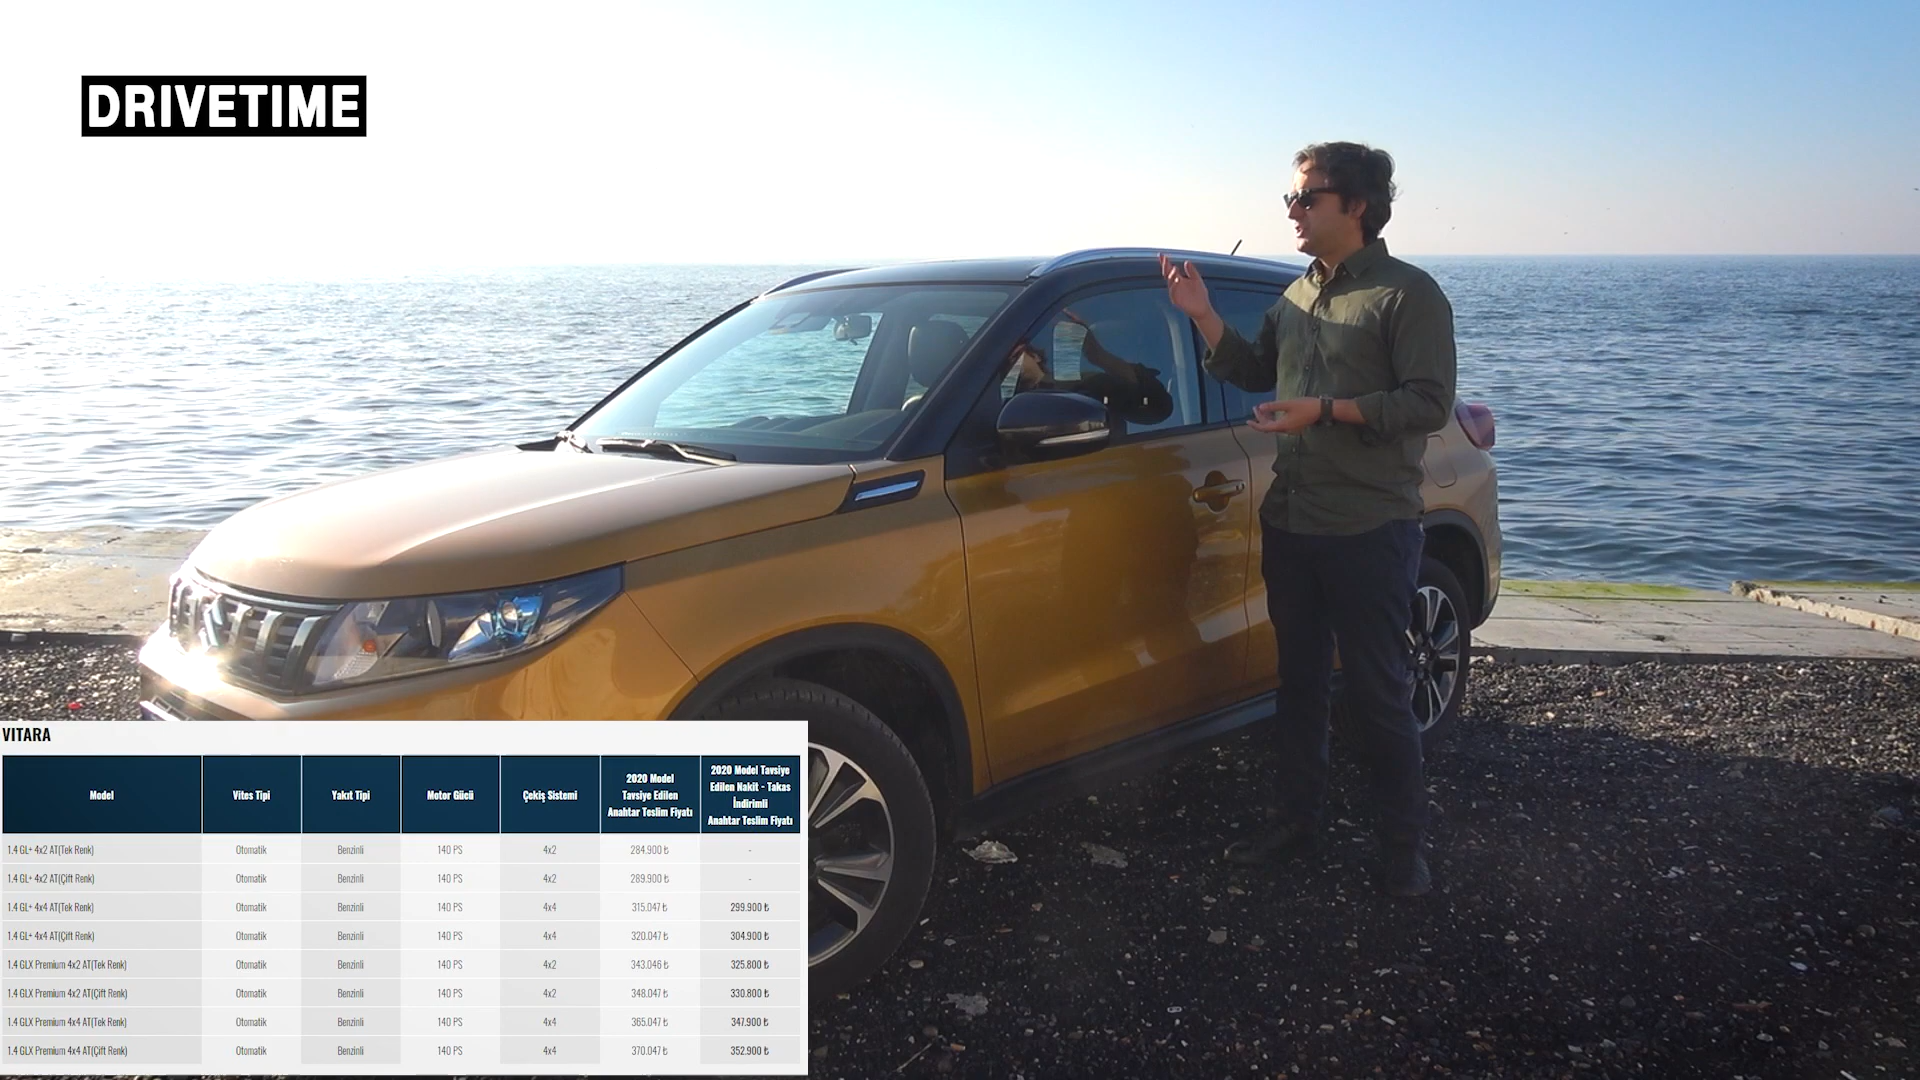 DRIVETIME
VITARA
Model Vites Tipi Yakıt Tipi Motor Gücü Çekiş Sistemi 2020 Model Tavsiye Edilen Anahtar Teslim Fiyatı 2020 Model Tavsiye Edilen Nakit - Takas İndirimli Anahtar Teslim Fiyatı
1.4 GL+ 4x2 AT(Tek Renk) Otomatik Benzinli 140 PS 4x2 284.900 ₺ -
1.4 GL+ 4x2 AT(Çift Renk) Otomatik Benzinli 140 PS 4x2 289.900 ₺ -
1.4 GL+ 4x4 AT(Tek Renk) Otomatik Benzinli 140 PS 4x4 315.047 ₺ 299.900 ₺
1.4 GL+ 4x4 AT(Çift Renk) Otomatik Benzinli 140 PS 4x4 320.047 ₺ 304.900 ₺
1.4 GLX Premium 4x2 AT(Tek Renk) Otomatik Benzinli 140 PS 4x2 343.046 ₺ 325.800 ₺
1.4 GLX Premium 4x2 AT(Çift Renk) Otomatik Benzinli 140 PS 4x2 348.047 ₺ 330.800 ₺
1.4 GLX Premium 4x4 AT(Tek Renk) Otomatik Benzinli 140 PS 4x4 365.047 ₺ 347.900 ₺
1.4 GLX Premium 4x4 AT(Çift Renk) Otomatik Benzinli 140 PS 4x4 370.047 ₺ 352.900 ₺